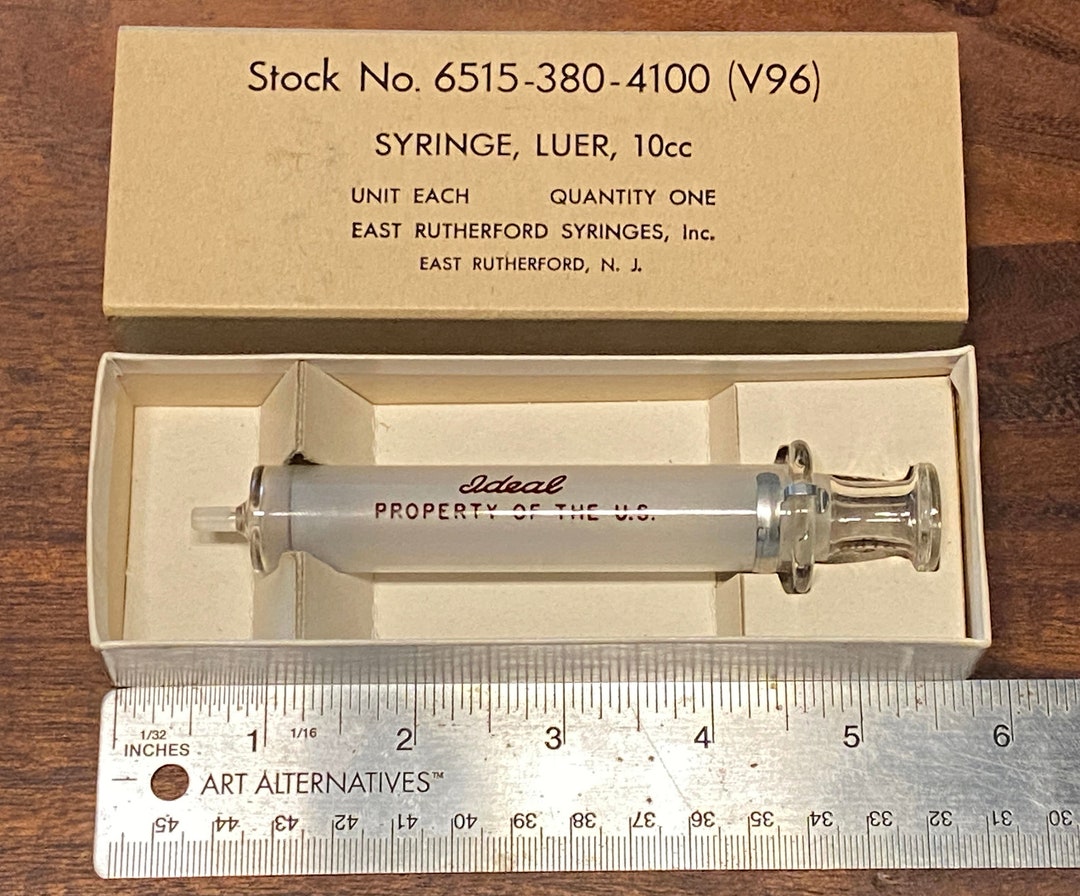 Stock No. 6515-380-4100 (V96)
SYRINGE, LUER, 10cc
UNIT EACH QUANTITY ONE
EAST RUTHERFORD SYRINGES, Inc.
EAST RUTHERFORD, N. J.
Ideal
PROPERTY OF THE U.S.
1/32 1 1/16 2 3 4 5 6
INCHES
ART ALTERNATIVES™
45 44 43 42 41 40 39 38 37 36 35 34 33 32 31 30